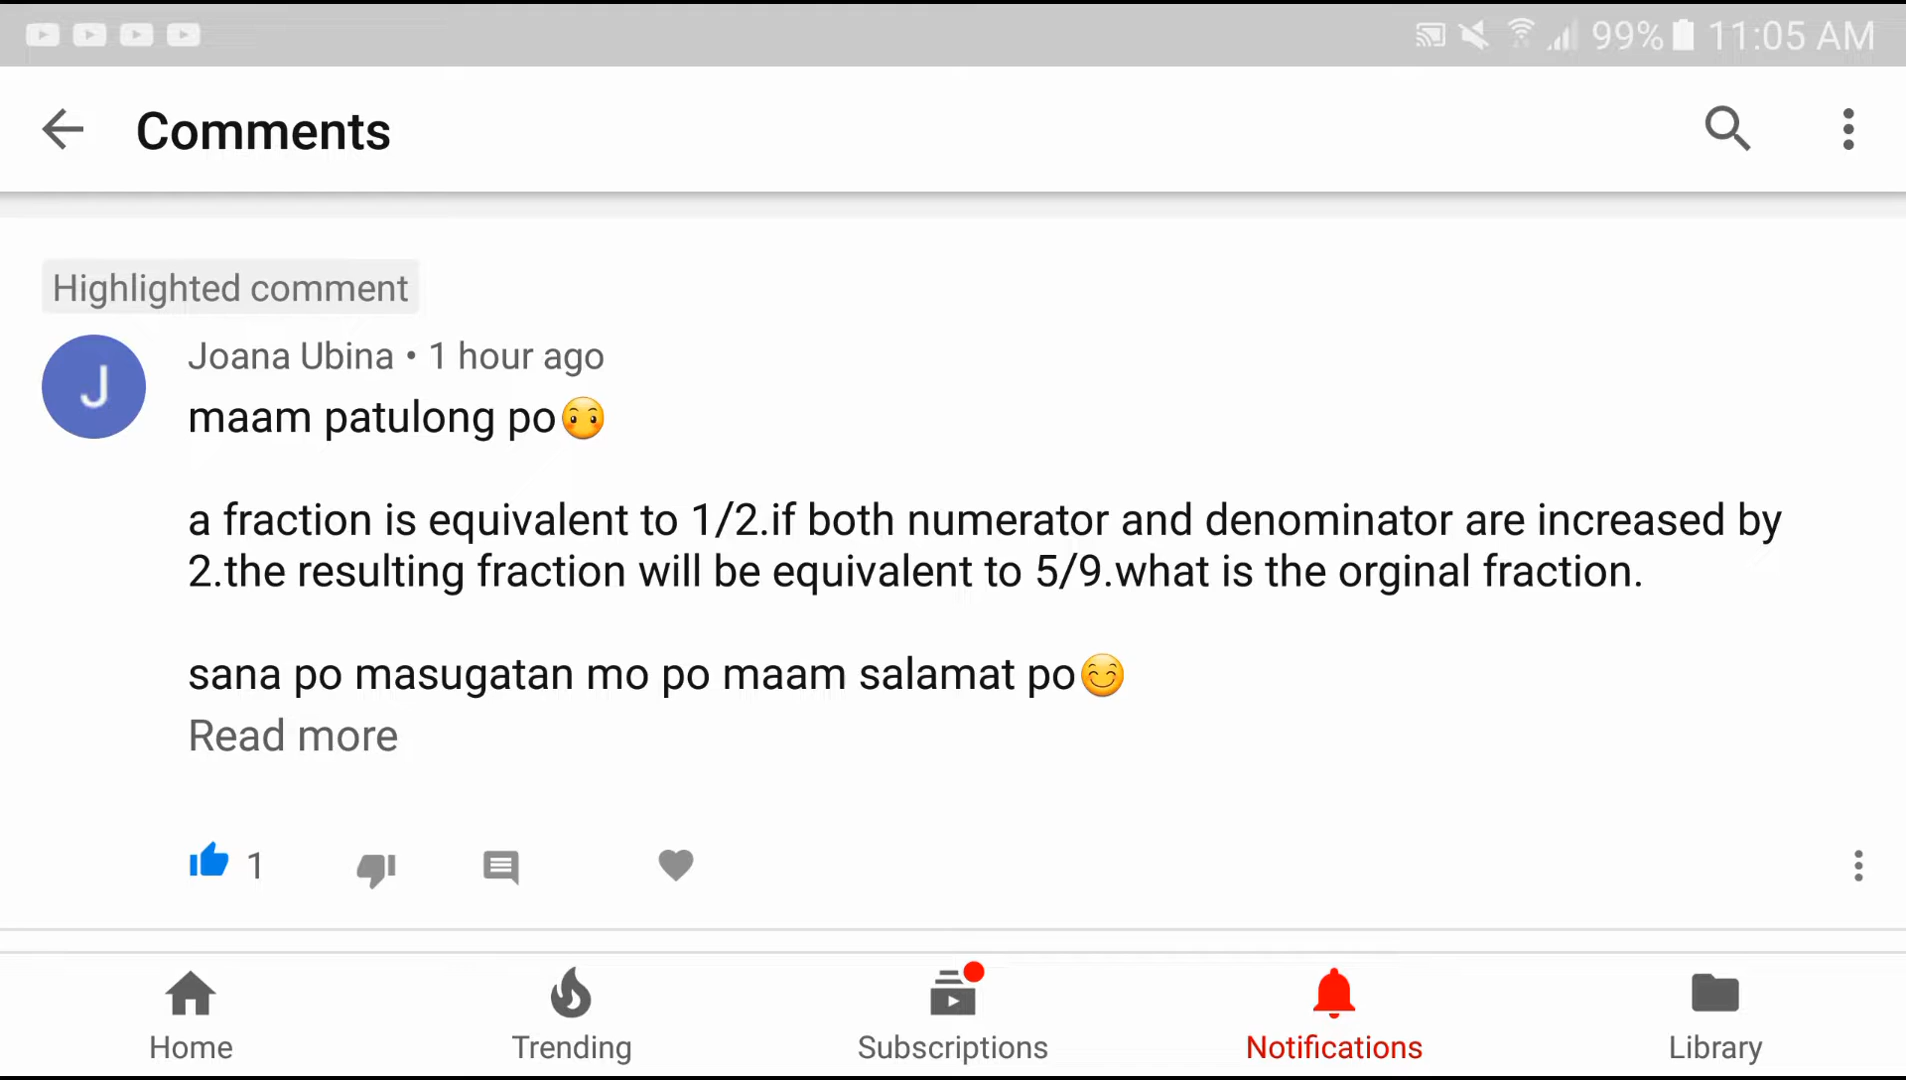 99% 11:05 AM
Comments
Highlighted comment
J
Joana Ubina • 1 hour ago
maam patulong po
a fraction is equivalent to 1/2.if both numerator and denominator are increased by
2.the resulting fraction will be equivalent to 5/9.what is the orginal fraction.
sana po masugatan mo po maam salamat po😊
Read more
1
Home Trending Subscriptions Notifications Library